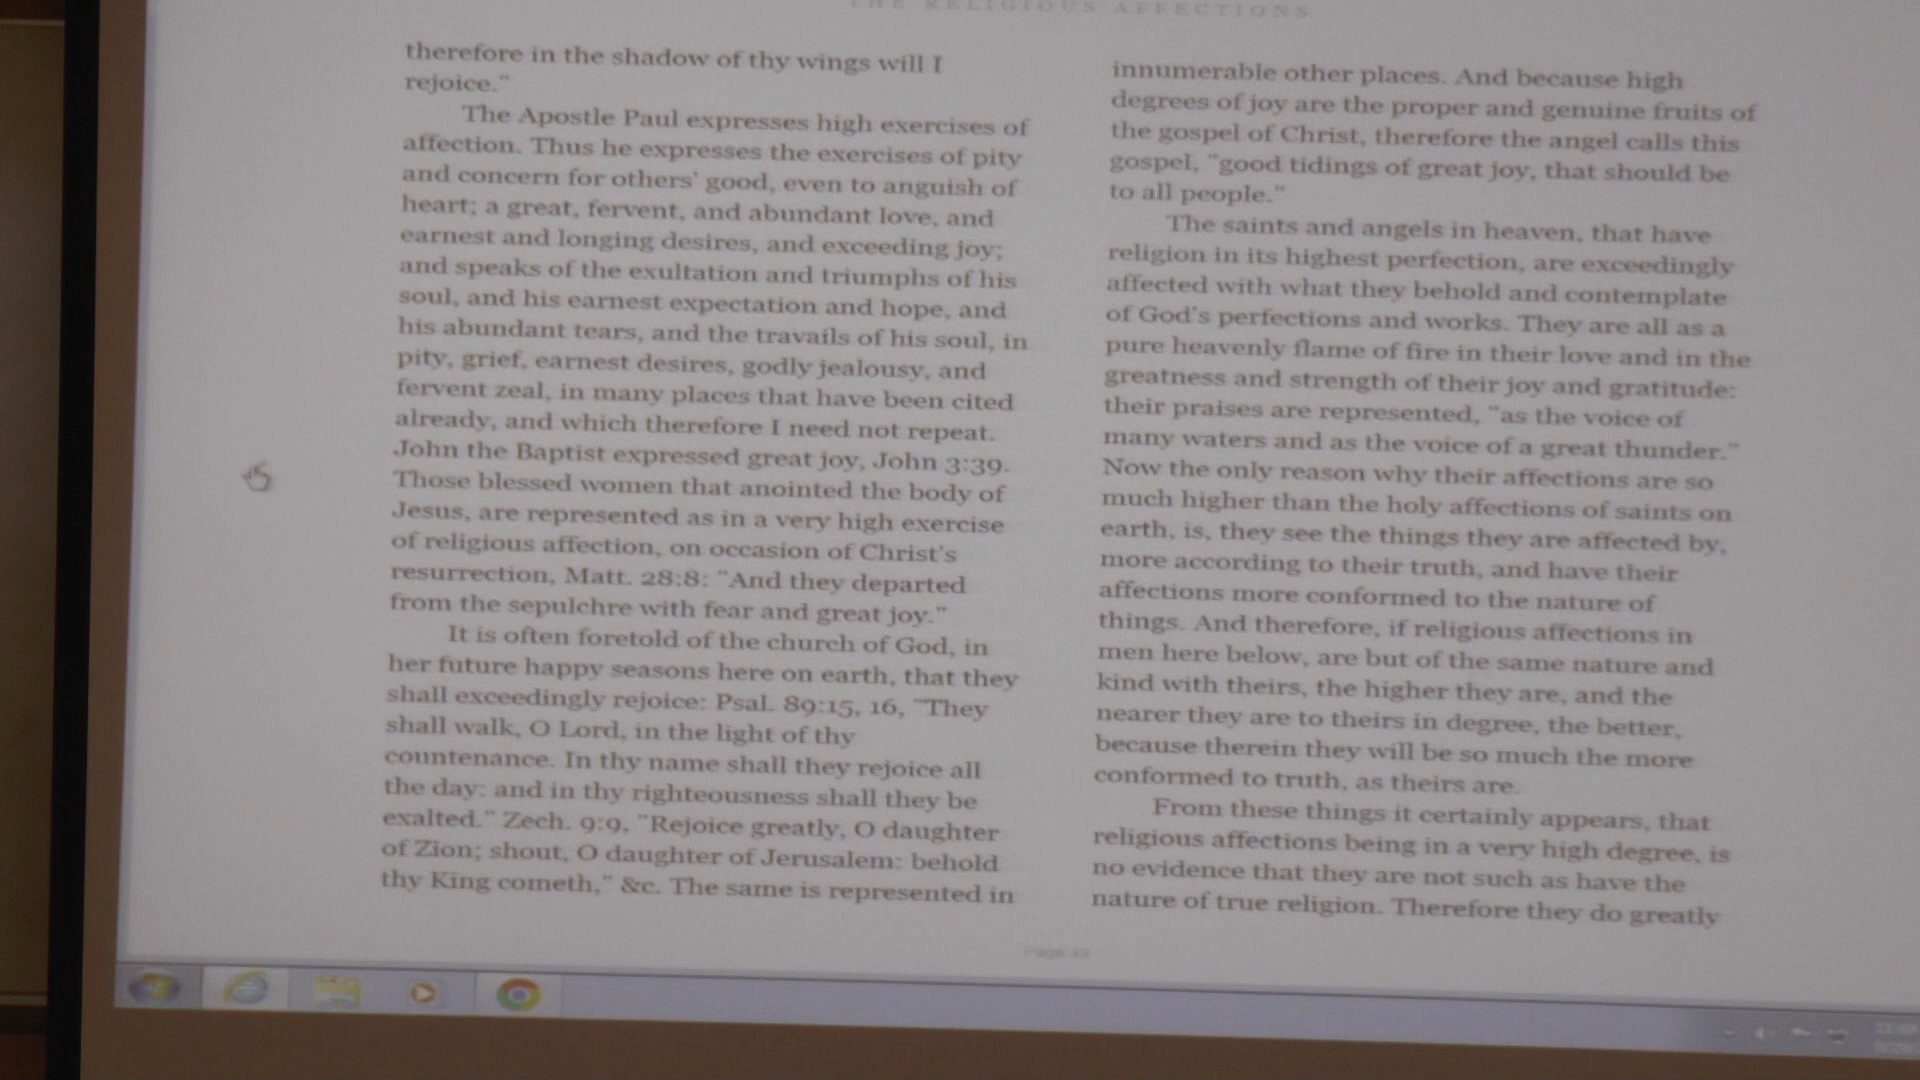 THE RELIGIOUS AFFECTIONS
therefore in the shadow of thy wings will I
rejoice."
The Apostle Paul expresses high exercises of
affection. Thus he expresses the exercises of pity
and concern for others' good, even to anguish of
heart; a great, fervent, and abundant love, and
earnest and longing desires, and exceeding joy;
and speaks of the exultation and triumphs of his
soul, and his earnest expectation and hope, and
his abundant tears, and the travails of his soul, in
pity, grief, earnest desires, godly jealousy, and
fervent zeal, in many places that have been cited
already, and which therefore I need not repeat.
John the Baptist expressed great joy, John 3:39.
Those blessed women that anointed the body of
Jesus, are represented as in a very high exercise
of religious affection, on occasion of Christ's
resurrection, Matt. 28:8: "And they departed
from the sepulchre with fear and great joy."
It is often foretold of the church of God, in
her future happy seasons here on earth, that they
shall exceedingly rejoice: Psal. 89:15, 16, "They
shall walk, O Lord, in the light of thy
countenance. In thy name shall they rejoice all
the day: and in thy righteousness shall they be
exalted." Zech. 9:9, "Rejoice greatly, O daughter
of Zion; shout, O daughter of Jerusalem: behold
thy King cometh," &c. The same is represented in
innumerable other places. And because high
degrees of joy are the proper and genuine fruits of
the gospel of Christ, therefore the angel calls this
gospel, "good tidings of great joy, that should be
to all people."
The saints and angels in heaven, that have
religion in its highest perfection, are exceedingly
affected with what they behold and contemplate
of God's perfections and works. They are all as a
pure heavenly flame of fire in their love and in the
greatness and strength of their joy and gratitude:
their praises are represented, "as the voice of
many waters and as the voice of a great thunder."
Now the only reason why their affections are so
much higher than the holy affections of saints on
earth, is, they see the things they are affected by,
more according to their truth, and have their
affections more conformed to the nature of
things. And therefore, if religious affections in
men here below, are but of the same nature and
kind with theirs, the higher they are, and the
nearer they are to theirs in degree, the better,
because therein they will be so much the more
conformed to truth, as theirs are.
From these things it certainly appears, that
religious affections being in a very high degree, is
no evidence that they are not such as have the
nature of true religion. Therefore they do greatly
Page 49